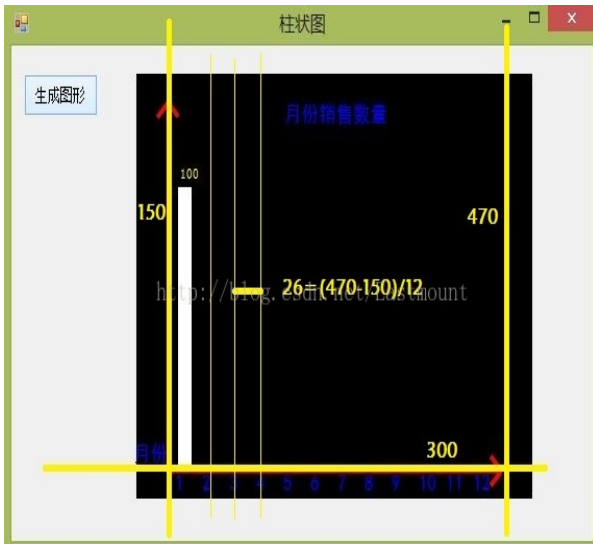 柱状图
生成图形
月份销售数量
100
150
470
26=(470-150)/12
http://blog.csdn.net/Eastmount
300
月份
1 2 3 4 5 6 7 8 9 10 11 12